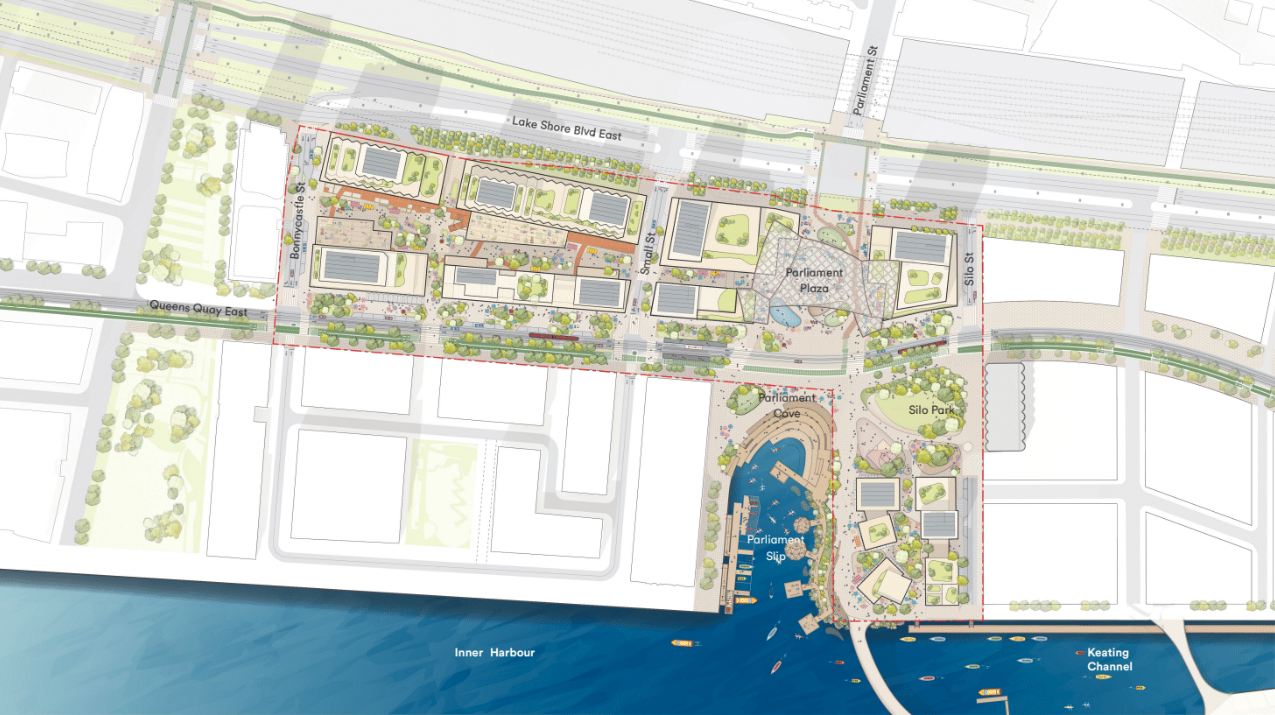 Parliament St
Lake Shore Blvd East
Bonnycastle St
Small St
Parliament
Plaza
Silo St
Queens Quay East
Parliament
Cove
Silo Park
Parliament
Slip
Inner Harbour
Keating
Channel